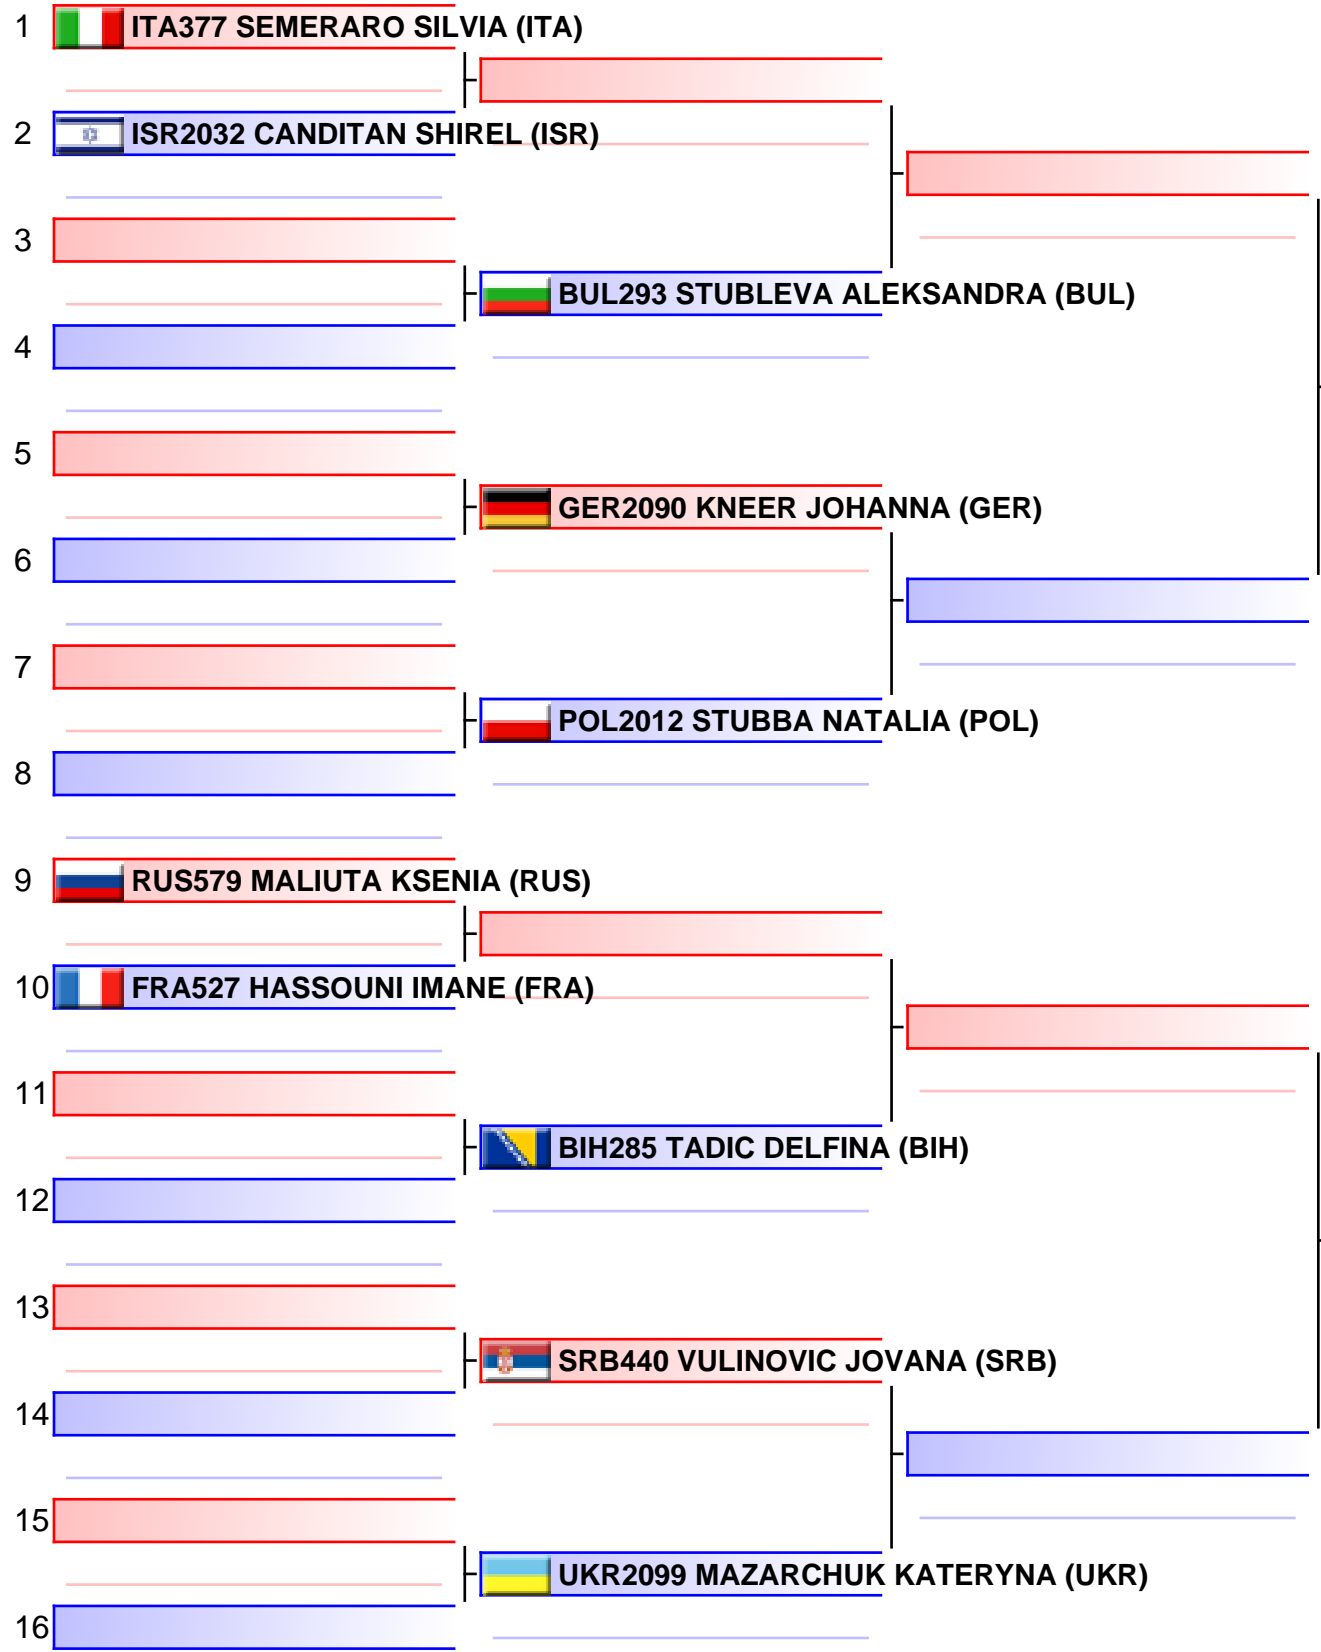 1 ITA377 SEMERARO SILVIA (ITA)
2 ISR2032 CANDITAN SHIREL (ISR)
3
BUL293 STUBLEVA ALEKSANDRA (BUL)
4
5
GER2090 KNEER JOHANNA (GER)
6
7
POL2012 STUBBA NATALIA (POL)
8
9 RUS579 MALIUTA KSENIA (RUS)
10 FRA527 HASSOUNI IMANE (FRA)
11
BIH285 TADIC DELFINA (BIH)
12
13
SRB440 VULINOVIC JOVANA (SRB)
14
15
UKR2099 MAZARCHUK KATERYNA (UKR)
16